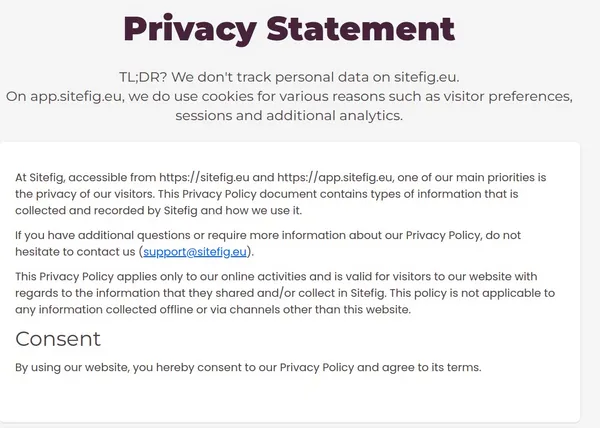 Privacy Statement
TL;DR? We don't track personal data on sitefig.eu.
On app.sitefig.eu, we do use cookies for various reasons such as visitor preferences,
sessions and additional analytics.
At Sitefig, accessible from https://sitefig.eu and https://app.sitefig.eu, one of our main priorities is
the privacy of our visitors. This Privacy Policy document contains types of information that is
collected and recorded by Sitefig and how we use it.
If you have additional questions or require more information about our Privacy Policy, do not
hesitate to contact us (support@sitefig.eu).
This Privacy Policy applies only to our online activities and is valid for visitors to our website with
regards to the information that they shared and/or collect in Sitefig. This policy is not applicable to
any information collected offline or via channels other than this website.
Consent
By using our website, you hereby consent to our Privacy Policy and agree to its terms.